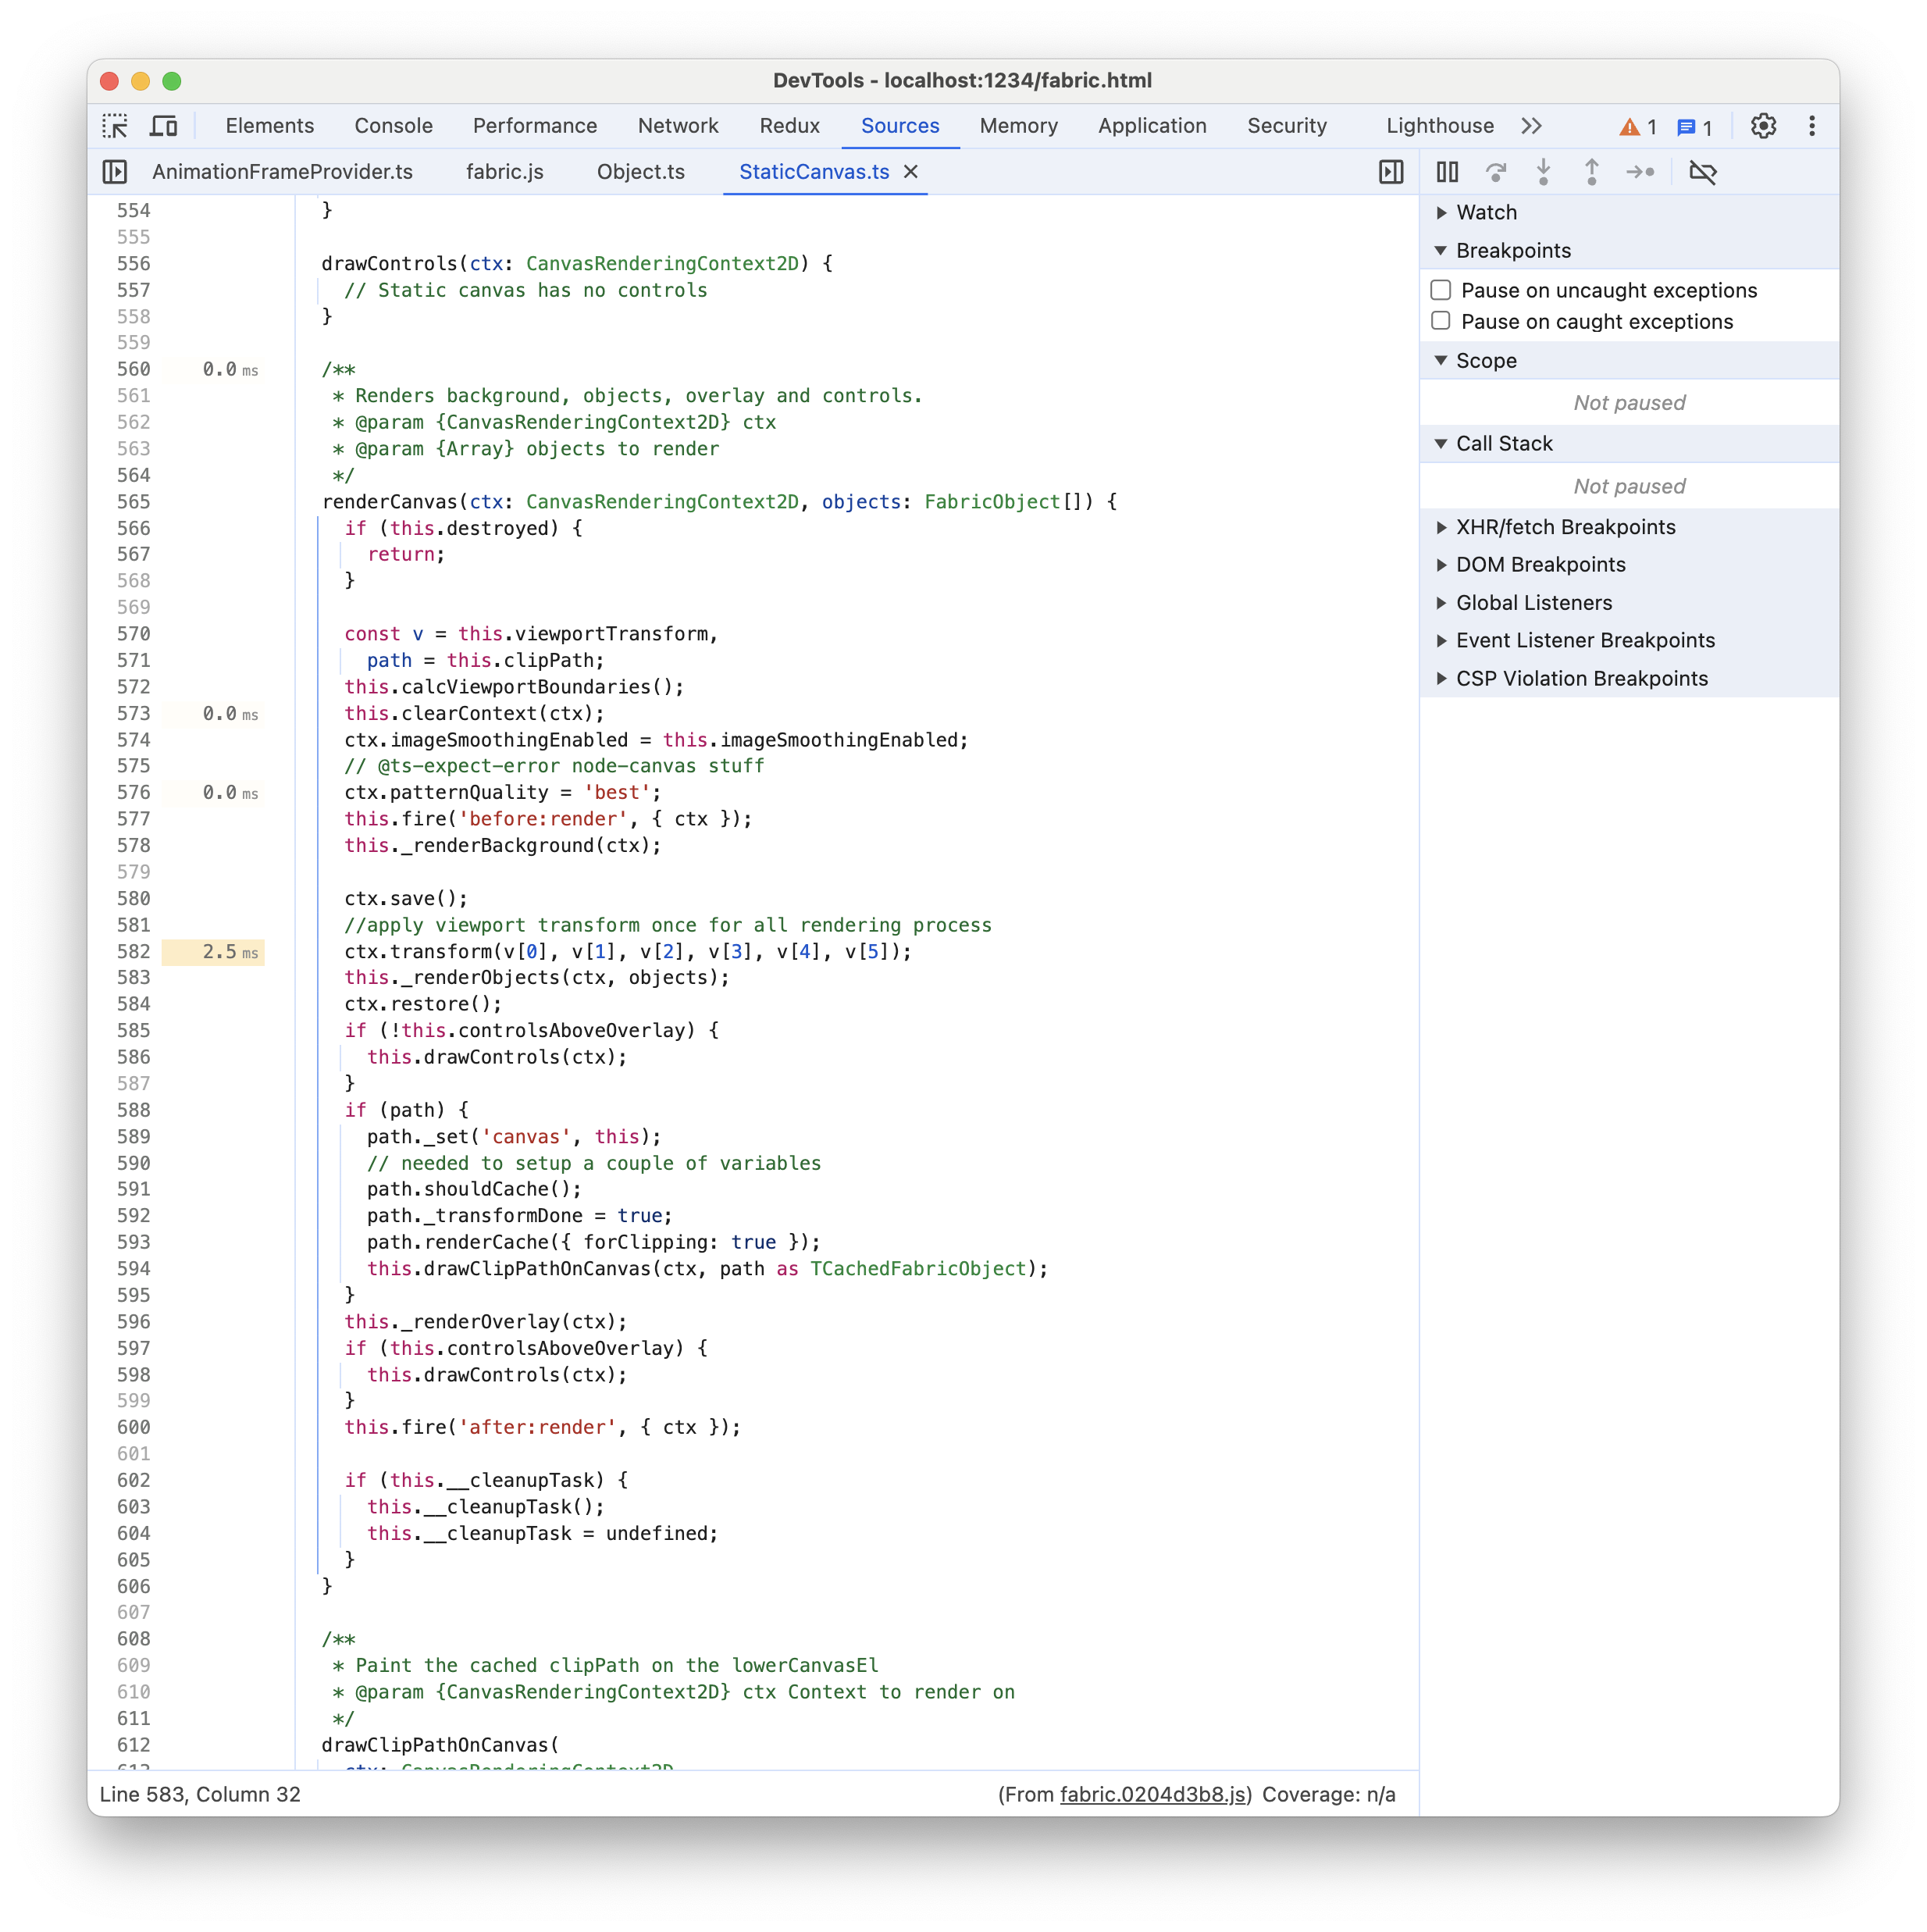 DevTools - localhost:1234/fabric.html
Elements Console Performance Network Redux Sources Memory Application Security Lighthouse 1 1
AnimationFrameProvider.ts fabric.js Object.ts StaticCanvas.ts
554 }
555
556 drawControls(ctx: CanvasRenderingContext2D) {
557 // Static canvas has no controls
558 }
559
560 0.0 ms /**
561 * Renders background, objects, overlay and controls.
562 * @param {CanvasRenderingContext2D} ctx
563 * @param {Array} objects to render
564 */
565 renderCanvas(ctx: CanvasRenderingContext2D, objects: FabricObject[]) {
566 if (this.destroyed) {
567 return;
568 }
569
570 const v = this.viewportTransform,
571 path = this.clipPath;
572 this.calcViewportBoundaries();
573 0.0 ms this.clearContext(ctx);
574 ctx.imageSmoothingEnabled = this.imageSmoothingEnabled;
575 // @ts-expect-error node-canvas stuff
576 0.0 ms ctx.patternQuality = 'best';
577 this.fire('before:render', { ctx });
578 this._renderBackground(ctx);
579
580 ctx.save();
581 //apply viewport transform once for all rendering process
582 2.5 ms ctx.transform(v[0], v[1], v[2], v[3], v[4], v[5]);
583 this._renderObjects(ctx, objects);
584 ctx.restore();
585 if (!this.controlsAboveOverlay) {
586 this.drawControls(ctx);
587 }
588 if (path) {
589 path._set('canvas', this);
590 // needed to setup a couple of variables
591 path.shouldCache();
592 path._transformDone = true;
593 path.renderCache({ forClipping: true });
594 this.drawClipPathOnCanvas(ctx, path as TCachedFabricObject);
595 }
596 this._renderOverlay(ctx);
597 if (this.controlsAboveOverlay) {
598 this.drawControls(ctx);
599 }
600 this.fire('after:render', { ctx });
601
602 if (this.__cleanupTask) {
603 this.__cleanupTask();
604 this.__cleanupTask = undefined;
605 }
606 }
607
608 /**
609 * Paint the cached clipPath on the lowerCanvasEl
610 * @param {CanvasRenderingContext2D} ctx Context to render on
611 */
612 drawClipPathOnCanvas(
613 ctx: CanvasRenderingContext2D
Line 583, Column 32 (From fabric.0204d3b8.js) Coverage: n/a
Watch
Breakpoints
Pause on uncaught exceptions
Pause on caught exceptions
Scope
Not paused
Call Stack
Not paused
XHR/fetch Breakpoints
DOM Breakpoints
Global Listeners
Event Listener Breakpoints
CSP Violation Breakpoints